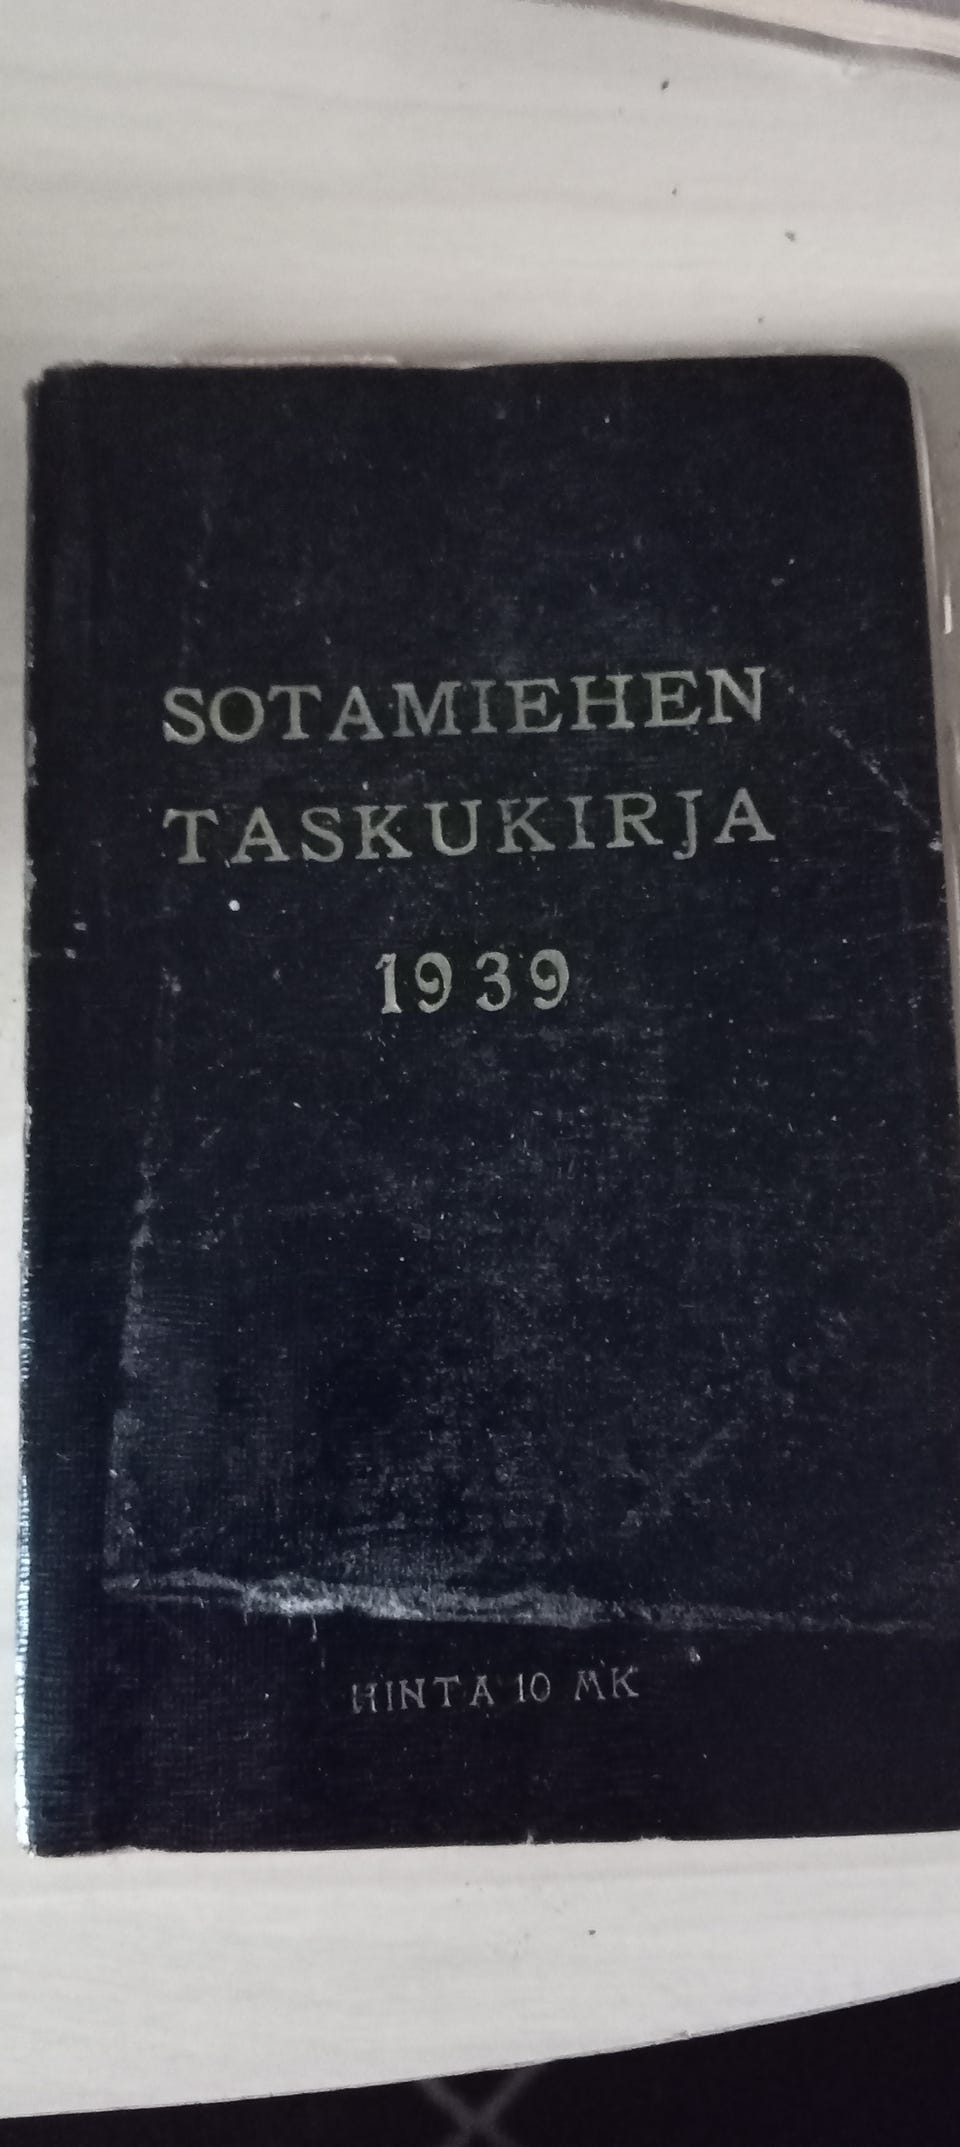 SOTAMIEHEN
TASKUKIRJA
1939
HINTA 10 MK